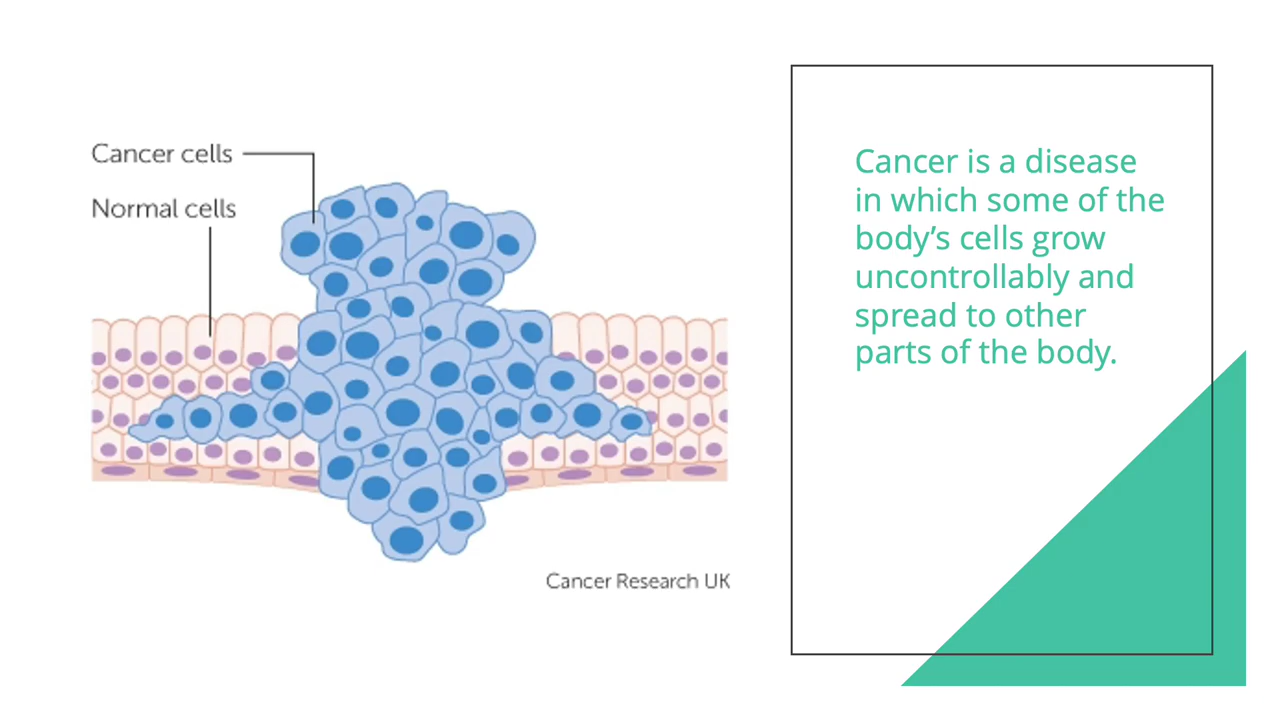 Cancer cells
Normal cells
Cancer Research UK
Cancer is a disease
in which some of the
body’s cells grow
uncontrollably and
spread to other
parts of the body.